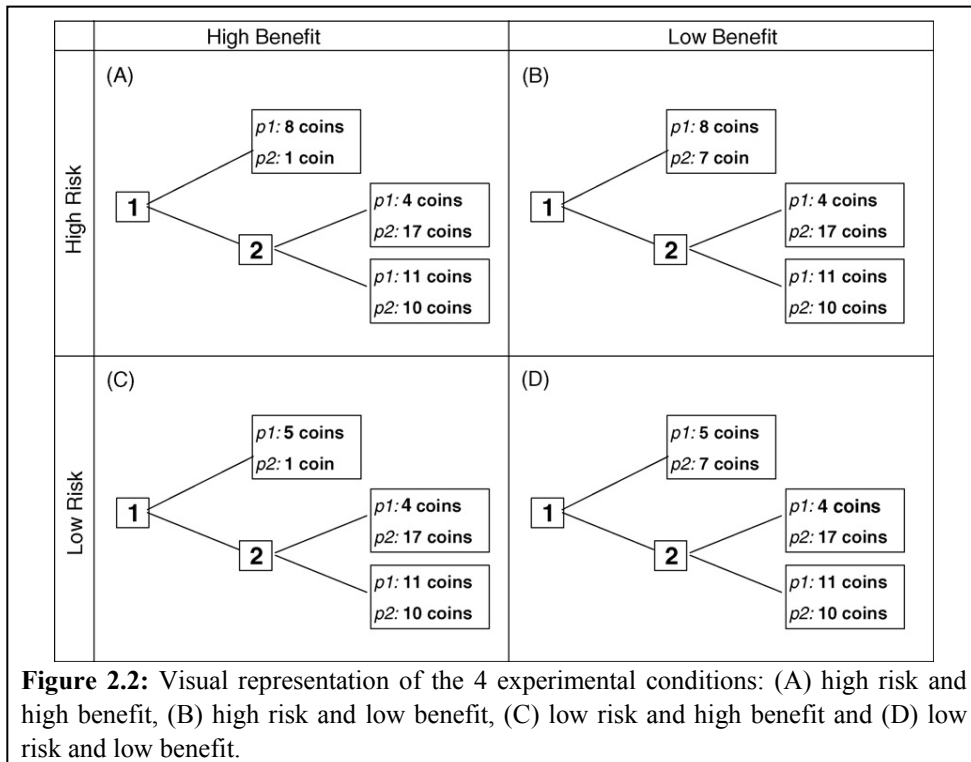 High Benefit
Low Benefit
High Risk
(A)
p1: 8 coins
p2: 1 coin
1
p1: 4 coins
p2: 17 coins
2
p1: 11 coins
p2: 10 coins
(B)
p1: 8 coins
p2: 7 coin
1
p1: 4 coins
p2: 17 coins
2
p1: 11 coins
p2: 10 coins
Low Risk
(C)
p1: 5 coins
p2: 1 coin
1
p1: 4 coins
p2: 17 coins
2
p1: 11 coins
p2: 10 coins
(D)
p1: 5 coins
p2: 7 coins
1
p1: 4 coins
p2: 17 coins
2
p1: 11 coins
p2: 10 coins
Figure 2.2: Visual representation of the 4 experimental conditions: (A) high risk and
high benefit, (B) high risk and low benefit, (C) low risk and high benefit and (D) low
risk and low benefit.